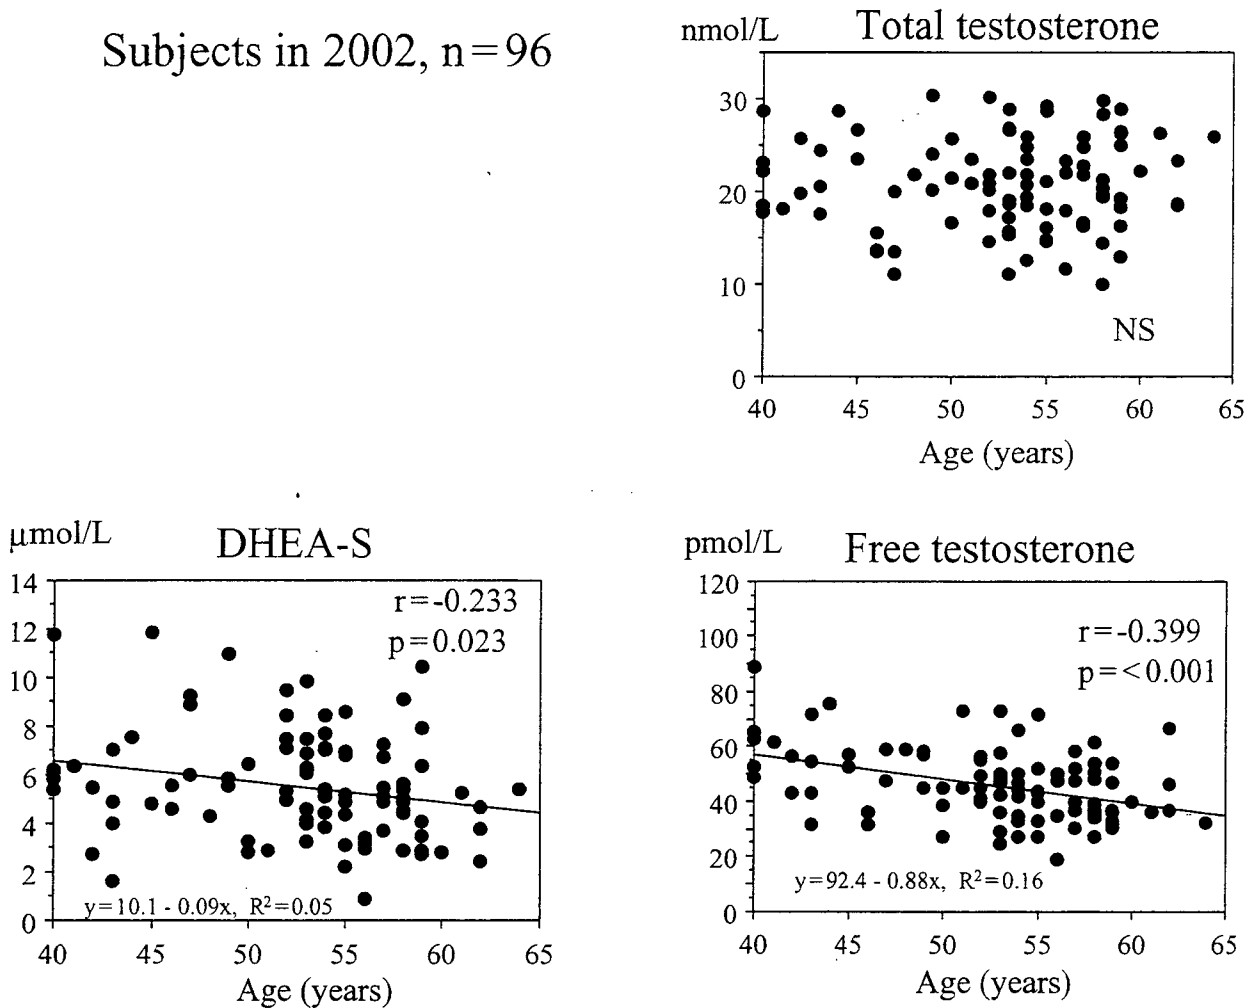 Subjects in 2002, n=96
nmol/L
Total testosterone
30
20
10
0
NS
40 45 50 55 60 65
Age (years)
μmol/L
DHEA-S
14
12
10
8
6
4
2
0
r=-0.233
p=0.023
y=10.1 - 0.09x, R²=0.05
40 45 50 55 60 65
Age (years)
pmol/L
Free testosterone
120
100
80
60
40
20
0
r=-0.399
p=<0.001
y=92.4 - 0.88x, R²=0.16
40 45 50 55 60 65
Age (years)